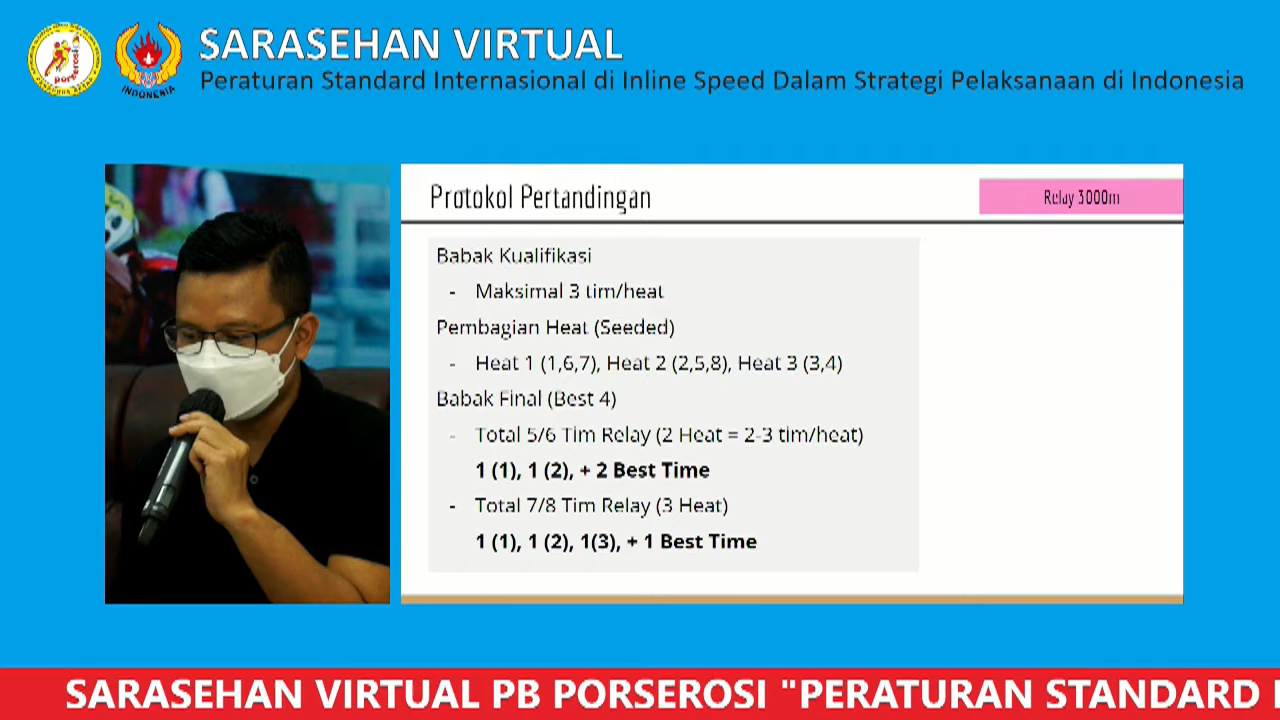 SARASEHAN VIRTUAL
Peraturan Standard Internasional di Inline Speed Dalam Strategi Pelaksanaan di Indonesia
porserosi
INDONESIA
Protokol Pertandingan
Relay 3000m
Babak Kualifikasi
- Maksimal 3 tim/heat
Pembagian Heat (Seeded)
- Heat 1 (1,6,7), Heat 2 (2,5,8), Heat 3 (3,4)
Babak Final (Best 4)
- Total 5/6 Tim Relay (2 Heat = 2-3 tim/heat)
1 (1), 1 (2), + 2 Best Time
- Total 7/8 Tim Relay (3 Heat)
1 (1), 1 (2), 1(3), + 1 Best Time
SARASEHAN VIRTUAL PB PORSEROSI "PERATURAN STANDARD